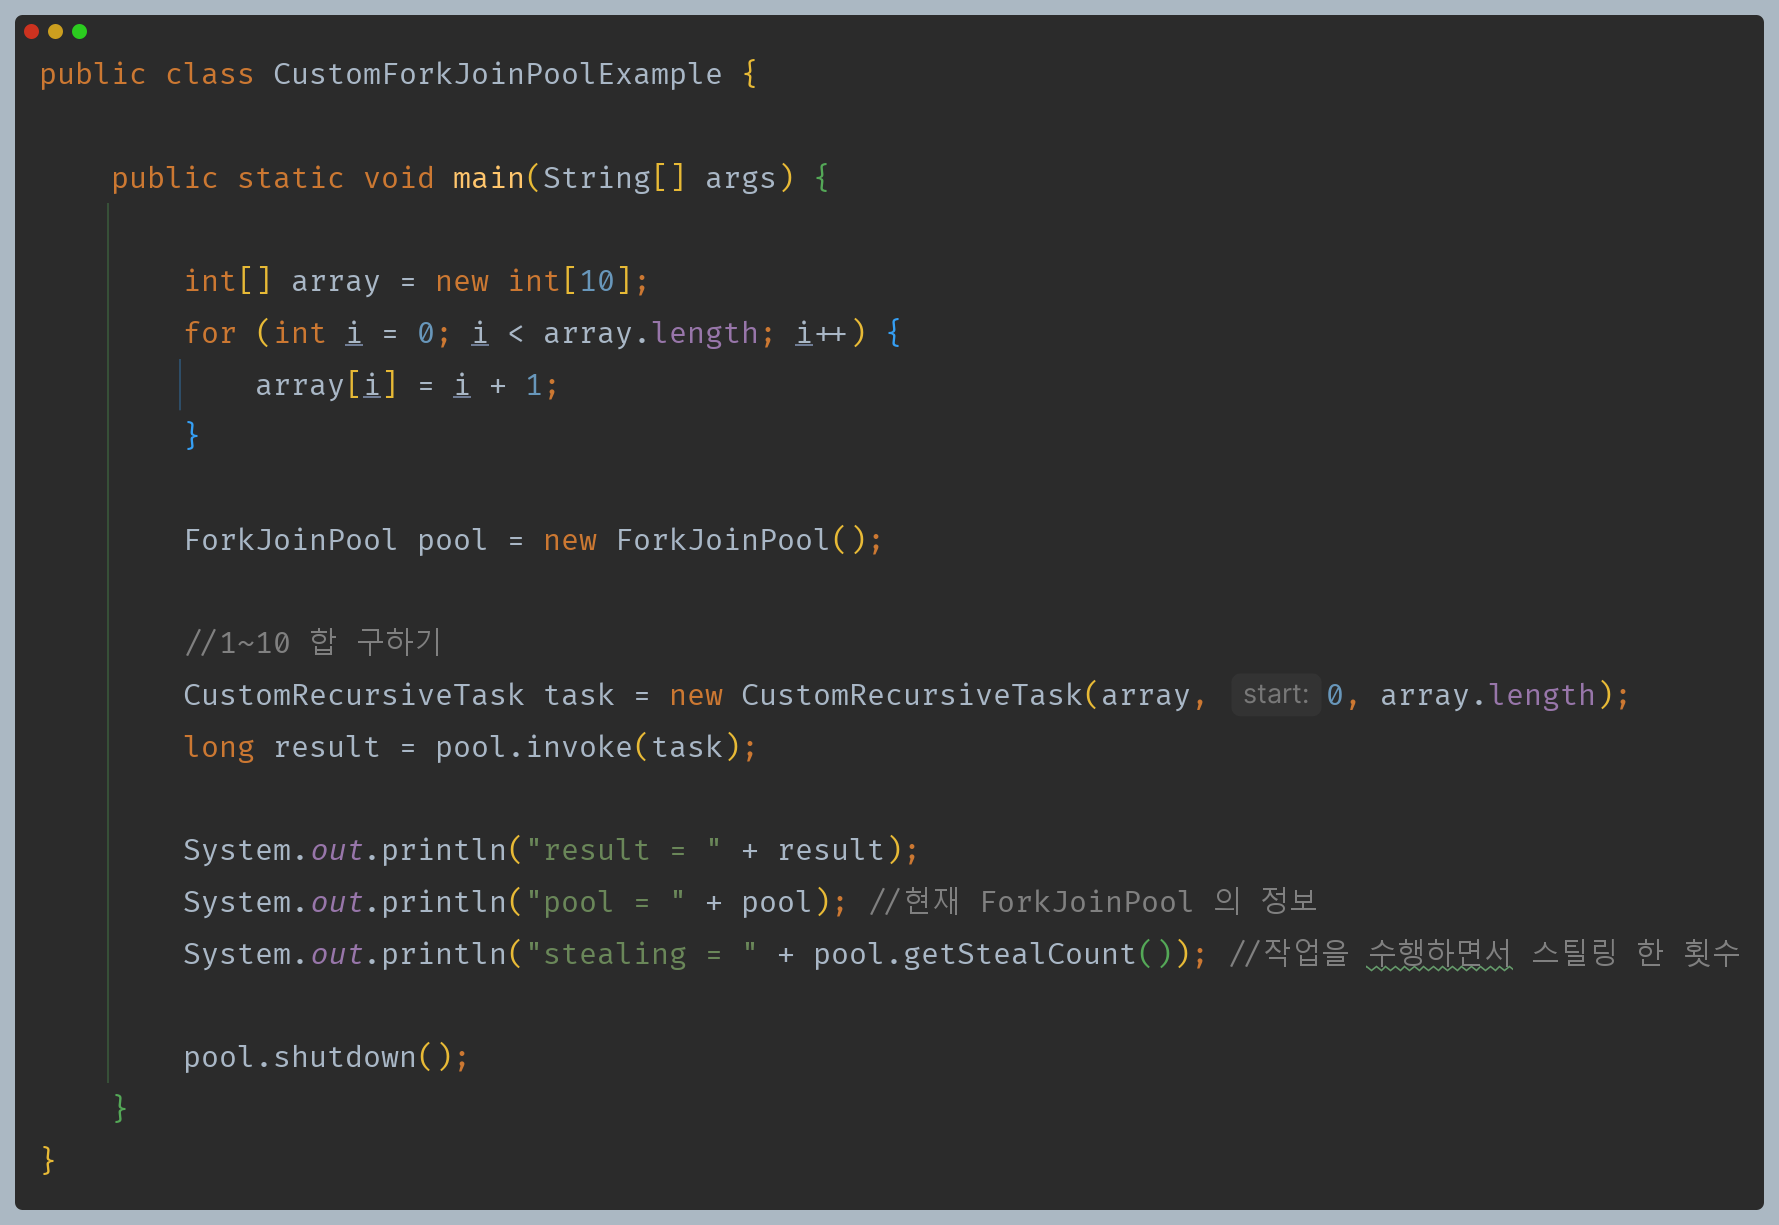 public class CustomForkJoinPoolExample {
public static void main(String[] args) {
int[] array = new int[10];
for (int i = 0; i < array.length; i++) {
array[i] = i + 1;
}
ForkJoinPool pool = new ForkJoinPool();
//1~10 합 구하기
CustomRecursiveTask task = new CustomRecursiveTask(array, start: 0, array.length);
long result = pool.invoke(task);
System.out.println("result = " + result);
System.out.println("pool = " + pool); //현재 ForkJoinPool 의 정보
System.out.println("stealing = " + pool.getStealCount()); //작업을 수행하면서 스틸링 한 횟수
pool.shutdown();
}
}